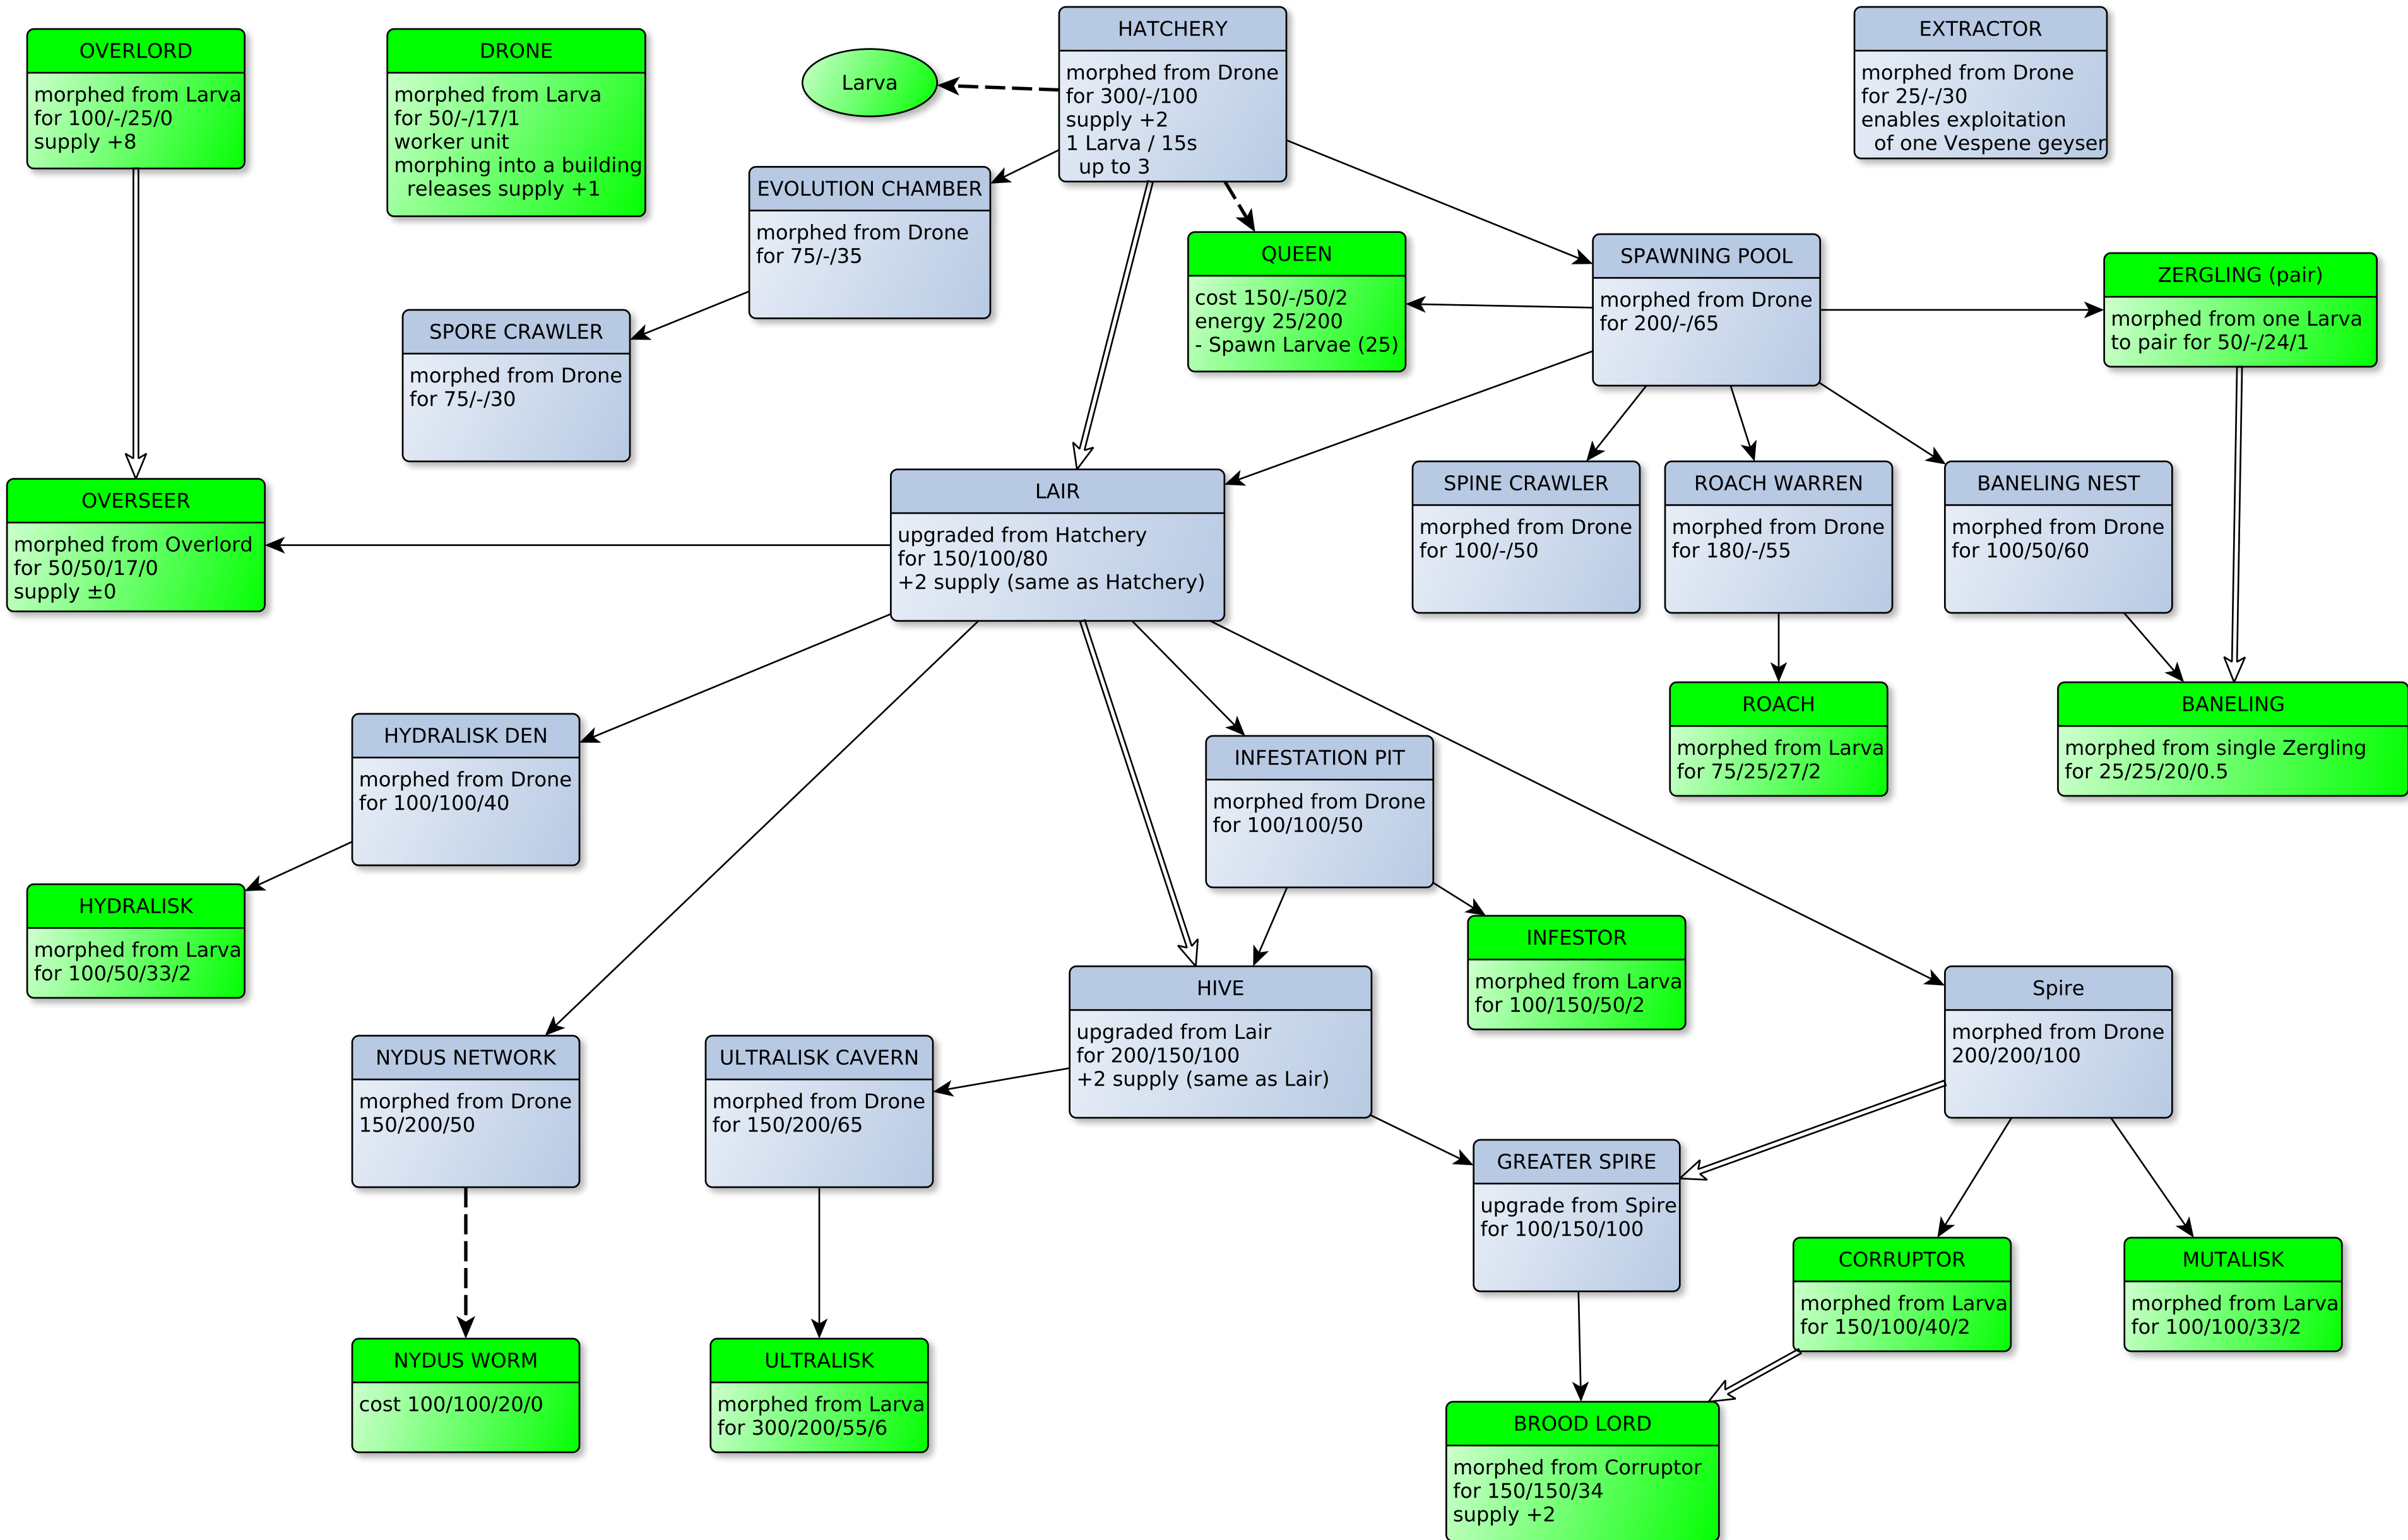 OVERLORD
morphed from Larva
for 100/-/25/0
supply +8
DRONE
morphed from Larva
for 50/-/17/1
worker unit
morphing into a building
releases supply +1
Larva
HATCHERY
morphed from Drone
for 300/-/100
supply +2
1 Larva / 15s
up to 3
EXTRACTOR
morphed from Drone
for 25/-/30
enables exploitation
of one Vespene geyser
EVOLUTION CHAMBER
morphed from Drone
for 75/-/35
QUEEN
cost 150/-/50/2
energy 25/200
- Spawn Larvae (25)
SPAWNING POOL
morphed from Drone
for 200/-/65
ZERGLING (pair)
morphed from one Larva
to pair for 50/-/24/1
SPORE CRAWLER
morphed from Drone
for 75/-/30
OVERSEER
morphed from Overlord
for 50/50/17/0
supply ±0
LAIR
upgraded from Hatchery
for 150/100/80
+2 supply (same as Hatchery)
SPINE CRAWLER
morphed from Drone
for 100/-/50
ROACH WARREN
morphed from Drone
for 180/-/55
BANELING NEST
morphed from Drone
for 100/50/60
ROACH
morphed from Larva
for 75/25/27/2
BANELING
morphed from single Zergling
for 25/25/20/0.5
HYDRALISK DEN
morphed from Drone
for 100/100/40
INFESTATION PIT
morphed from Drone
for 100/100/50
HYDRALISK
morphed from Larva
for 100/50/33/2
INFESTOR
morphed from Larva
for 100/150/50/2
HIVE
upgraded from Lair
for 200/150/100
+2 supply (same as Lair)
Spire
morphed from Drone
200/200/100
NYDUS NETWORK
morphed from Drone
150/200/50
ULTRALISK CAVERN
morphed from Drone
for 150/200/65
GREATER SPIRE
upgrade from Spire
for 100/150/100
CORRUPTOR
morphed from Larva
for 150/100/40/2
MUTALISK
morphed from Larva
for 100/100/33/2
NYDUS WORM
cost 100/100/20/0
ULTRALISK
morphed from Larva
for 300/200/55/6
BROOD LORD
morphed from Corruptor
for 150/150/34
supply +2